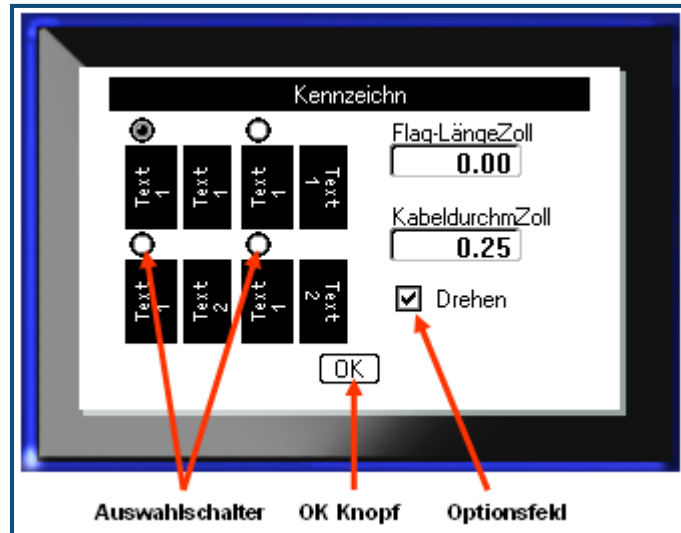 Kennzeichn
Flag-LängeZoll
0.00
Text 1
Text 1
Text 1
Text 1
KabeldurchmZoll
0.25
Text 1
Text 2
Text 1
Text 2
Drehen
OK
Auswahlschalter
OK Knopf
Optionsfeld